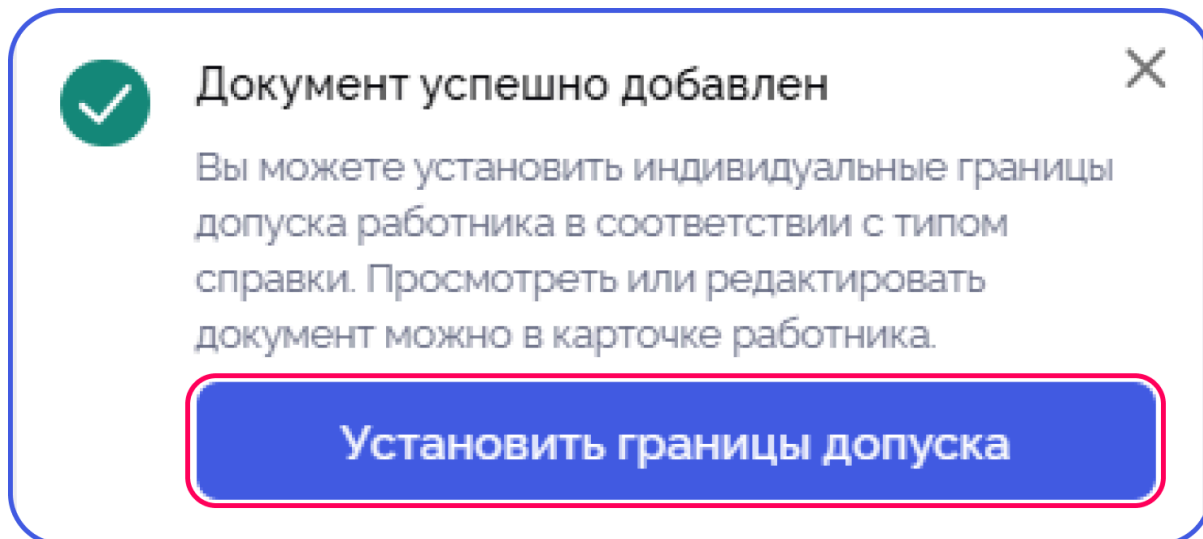 Документ успешно добавлен
Вы можете установить индивидуальные границы
допуска работника в соответствии с типом
справки. Просмотреть или редактировать
документ можно в карточке работника.
Установить границы допуска